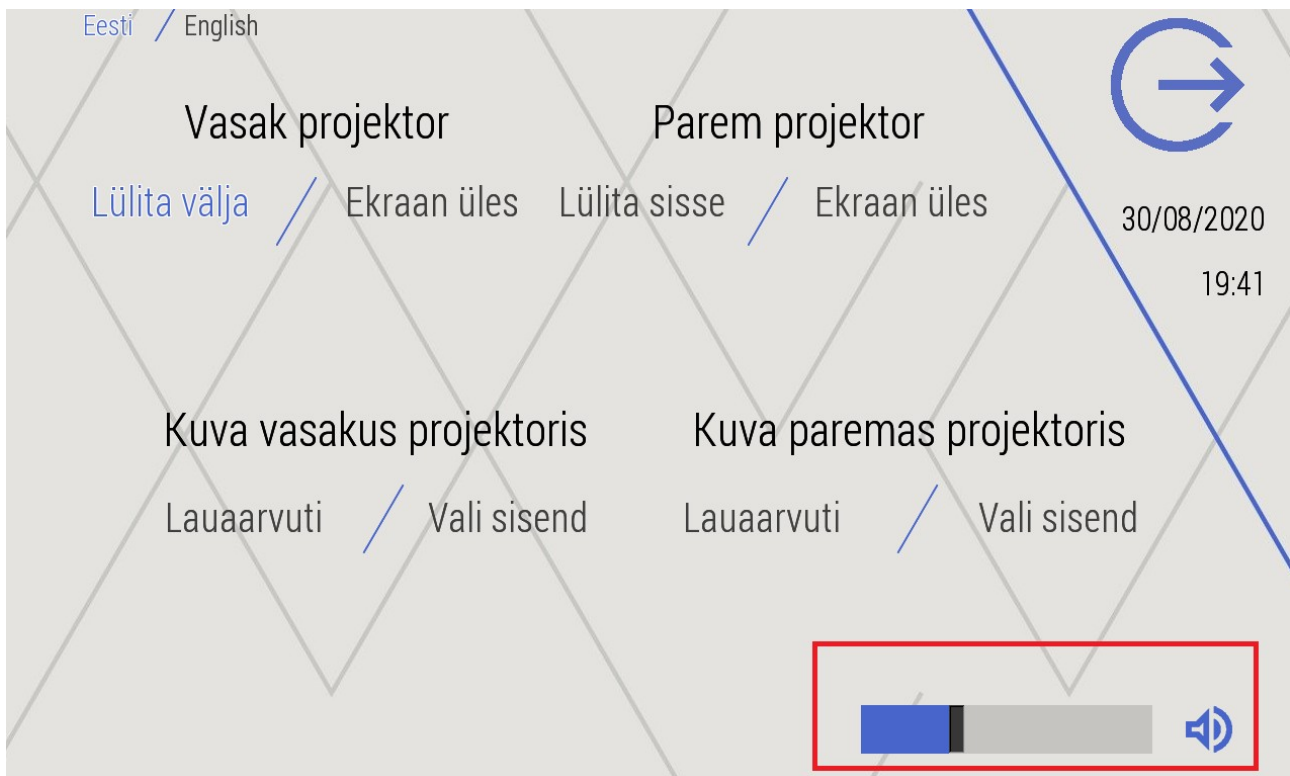 Eesti / English
Vasak projektor Parem projektor
Lülita välja / Ekraan üles Lülita sisse / Ekraan üles
30/08/2020
19:41
Kuva vasakus projektoris Kuva paremas projektoris
Lauaarvuti / Vali sisend Lauaarvuti / Vali sisend